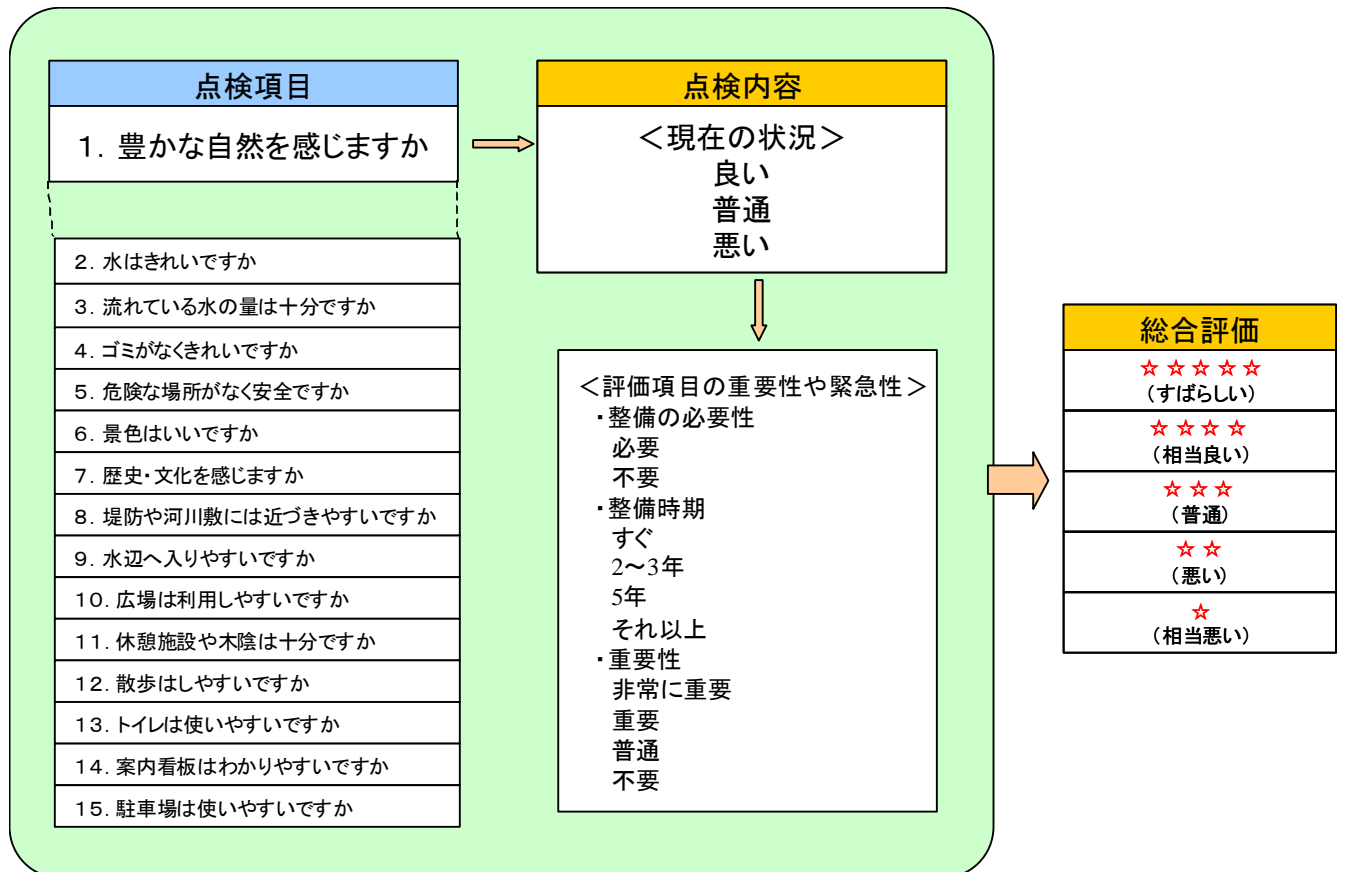 点検項目
1．豊かな自然を感じますか
2．水はきれいですか
3．流れている水の量は十分ですか
4．ゴミがなくきれいですか
5．危険な場所がなく安全ですか
6．景色はいいですか
7．歴史・文化を感じますか
8．堤防や河川敷には近づきやすいですか
9．水辺へ入りやすいですか
10．広場は利用しやすいですか
11．休憩施設や木陰は十分ですか
12．散歩はしやすいですか
13．トイレは使いやすいですか
14．案内看板はわかりやすいですか
15．駐車場は使いやすいですか
点検内容
＜現在の状況＞
良い
普通
悪い
＜評価項目の重要性や緊急性＞
・整備の必要性
必要
不要
・整備時期
すぐ
2～3年
5年
それ以上
・重要性
非常に重要
重要
普通
不要
総合評価
☆☆☆☆☆
（すばらしい）
☆☆☆☆
（相当良い）
☆☆☆
（普通）
☆☆
（悪い）
☆
（相当悪い）